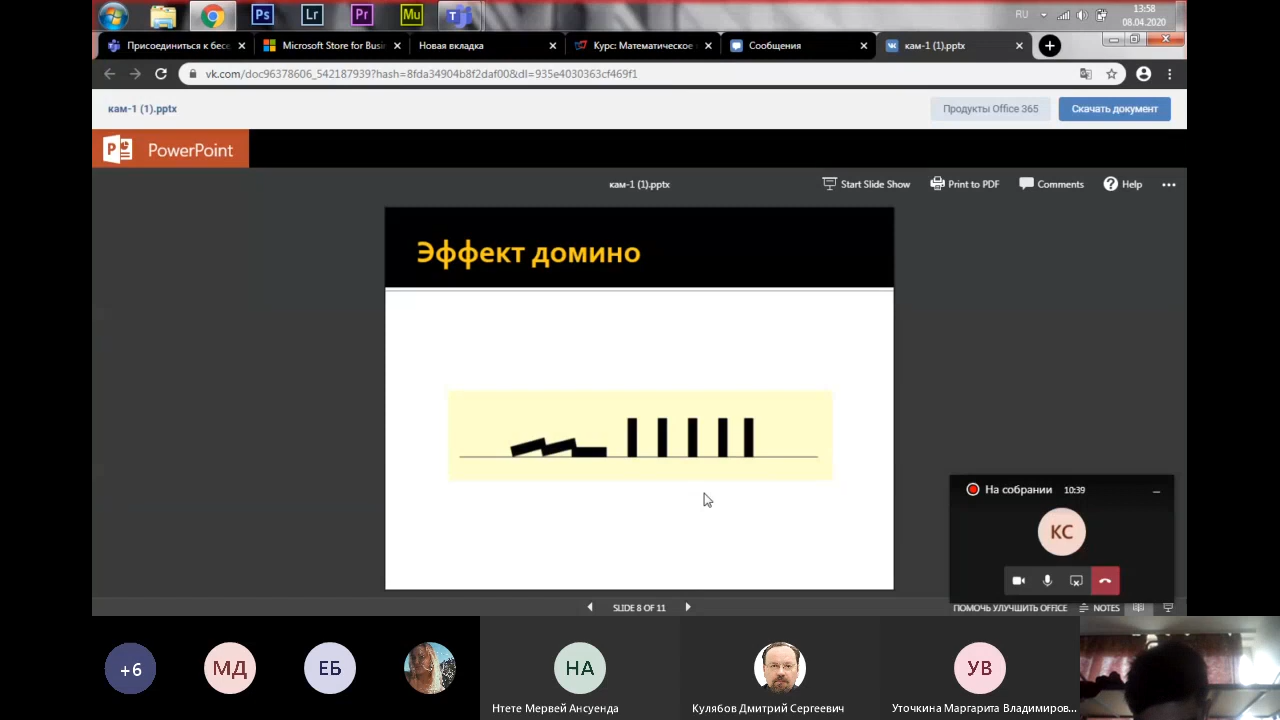 Ps Lr Pr Mu
RU 13:58
08.04.2020
Присоединиться к бесе
Microsoft Store for Busi
Новая вкладка
Курс: Математическое
Сообщения
кам-1 (1).pptx
vk.com/doc96378606_542187939?hash=8fda34904b8f2daf00&dl=935e4030363cf469f1
кам-1 (1).pptx
Продукты Office 365
Скачать документ
PowerPoint
кам-1 (1).pptx
Start Slide Show
Print to PDF
Comments
Help
Эффект домино
На собрании 10:39
КС
SLIDE 8 OF 11
ПОМОЧЬ УЛУЧШИТЬ OFFICE
NOTES
+6
МД
ЕБ
НА
УВ
Нтете Мервей Ансуенда
Кулябов Дмитрий Сергеевич
Уточкина Маргарита Владимиров...